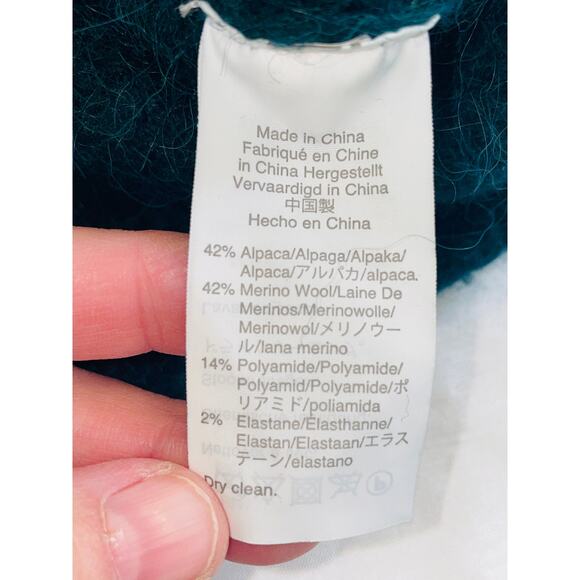 Made in China
Fabriqué en Chine
in China Hergestellt
Vervaardigd in China
中国製
Hecho en China
42% Alpaca/Alpaga/Alpaka/
Alpaca/アルパカ/alpaca.
42% Merino Wool/Laine De
Merinos/Merinowolle/
Merinowol/メリノウー
ル/lana merino
14% Polyamide/Polyamide/
Polyamid/Polyamide/ポ
リアミド/poliamida
2% Elastane/Elasthanne/
Elastan/Elastaan/エラス
テーン/elastano
Dry clean.